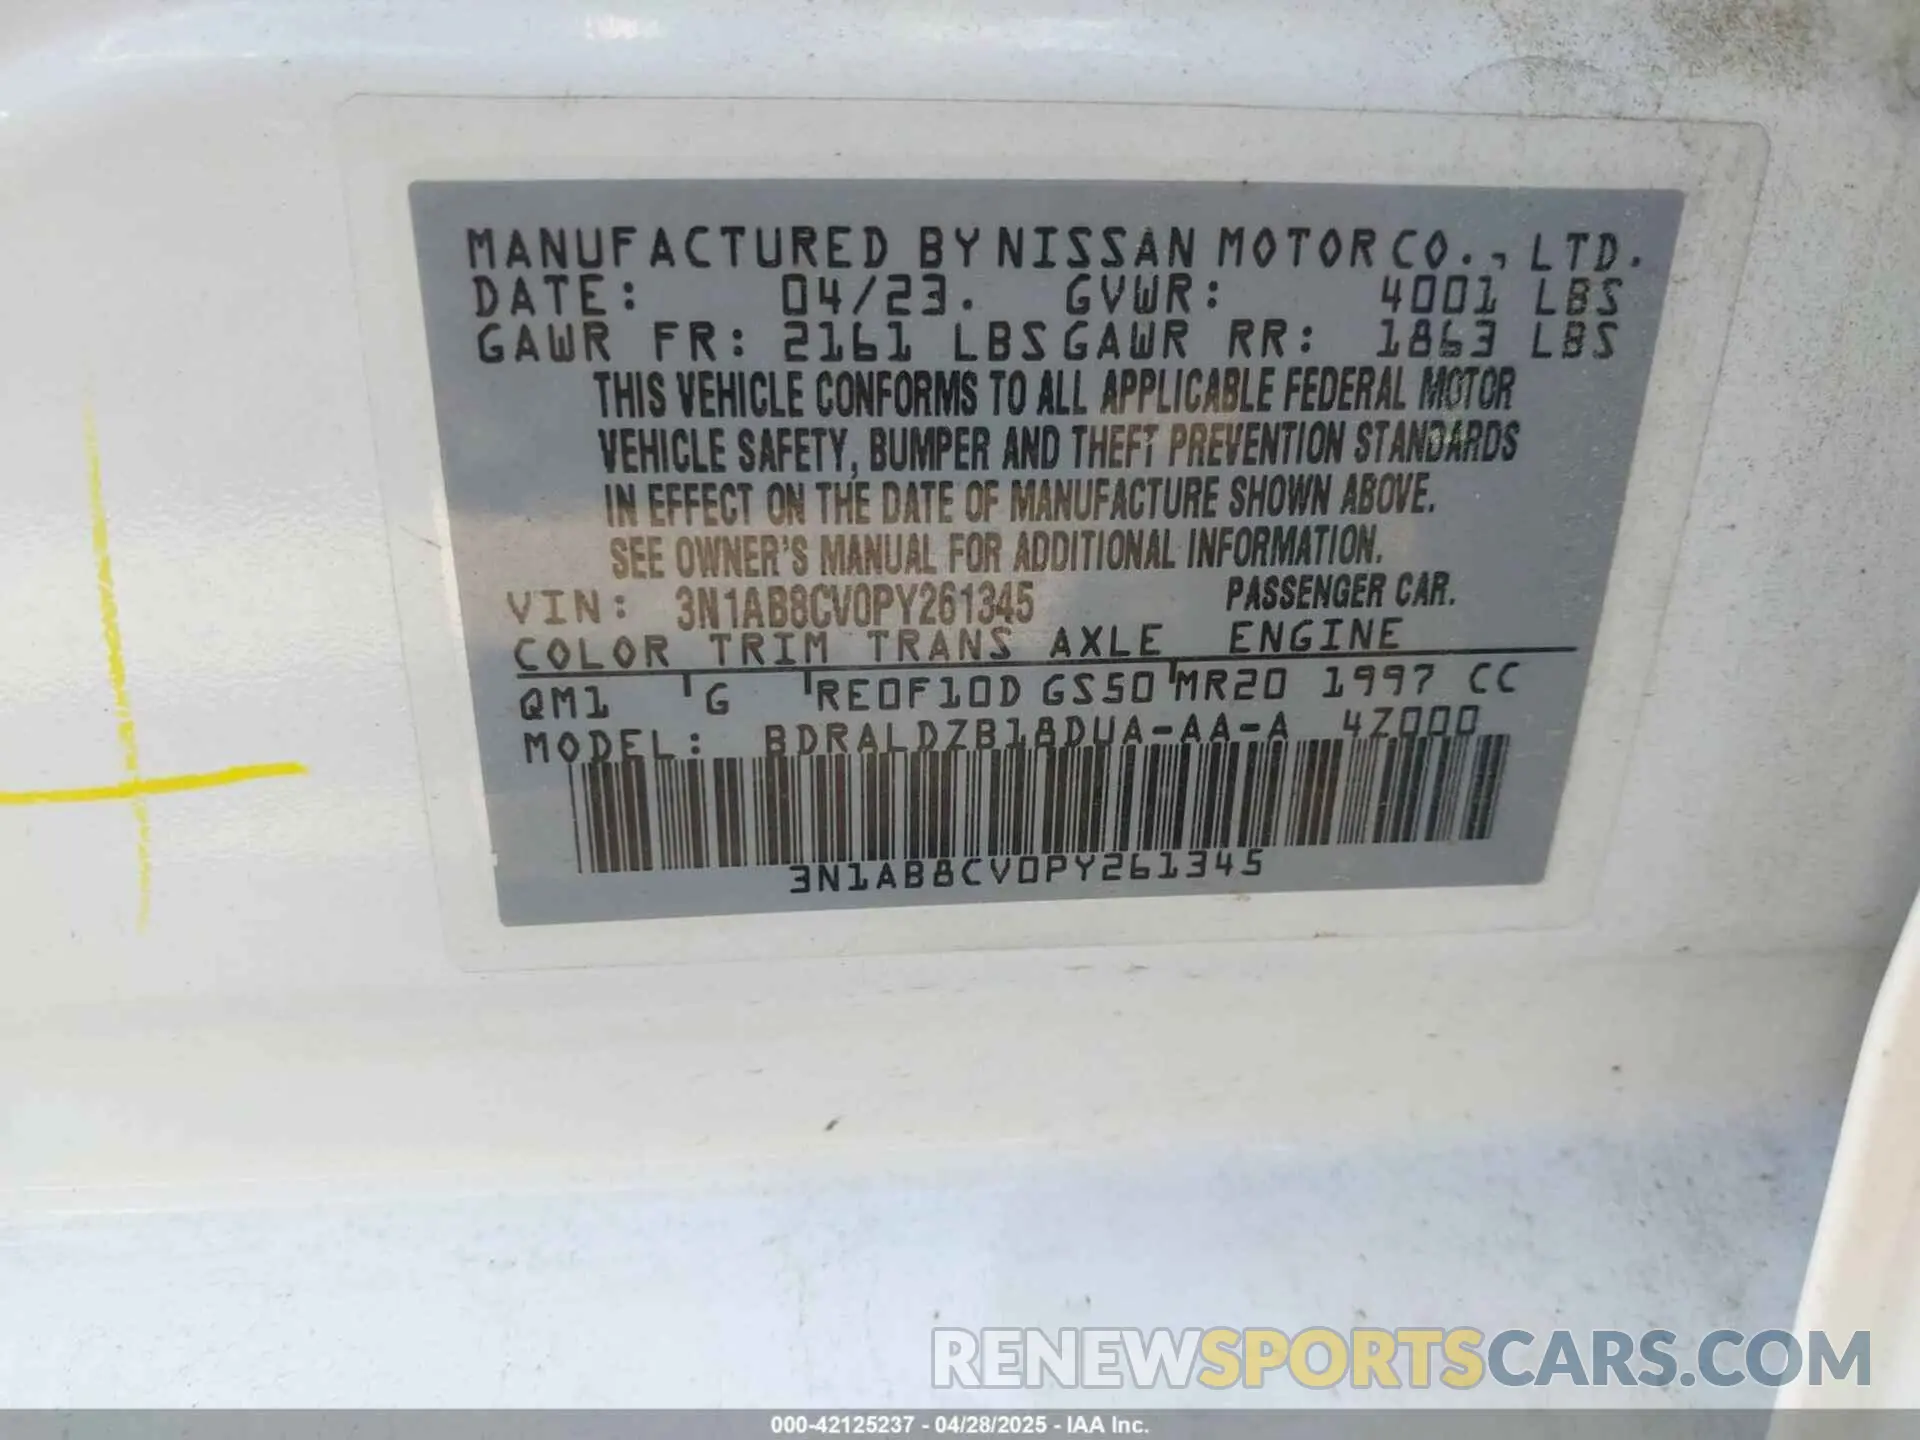 MANUFACTURED BY NISSAN MOTOR CO., LTD.
DATE: 04/23. GVWR: 4001 LBS
GAWR FR: 2161 LBS GAWR RR: 1863 LBS
THIS VEHICLE CONFORMS TO ALL APPLICABLE FEDERAL MOTOR
VEHICLE SAFETY, BUMPER AND THEFT PREVENTION STANDARDS
IN EFFECT ON THE DATE OF MANUFACTURE SHOWN ABOVE.
SEE OWNER'S MANUAL FOR ADDITIONAL INFORMATION.
VIN: 3N1AB8CV0PY261345 PASSENGER CAR.
COLOR TRIM TRANS AXLE ENGINE
QM1 G RE0F10D GS50 MR20 1997 CC
MODEL: BDRALDZB18DUA-AA-A 4Z000
3N1AB8CV0PY261345
RENEWSPORTSCARS.COM
000-42125237 - 04/28/2025 - IAA Inc.